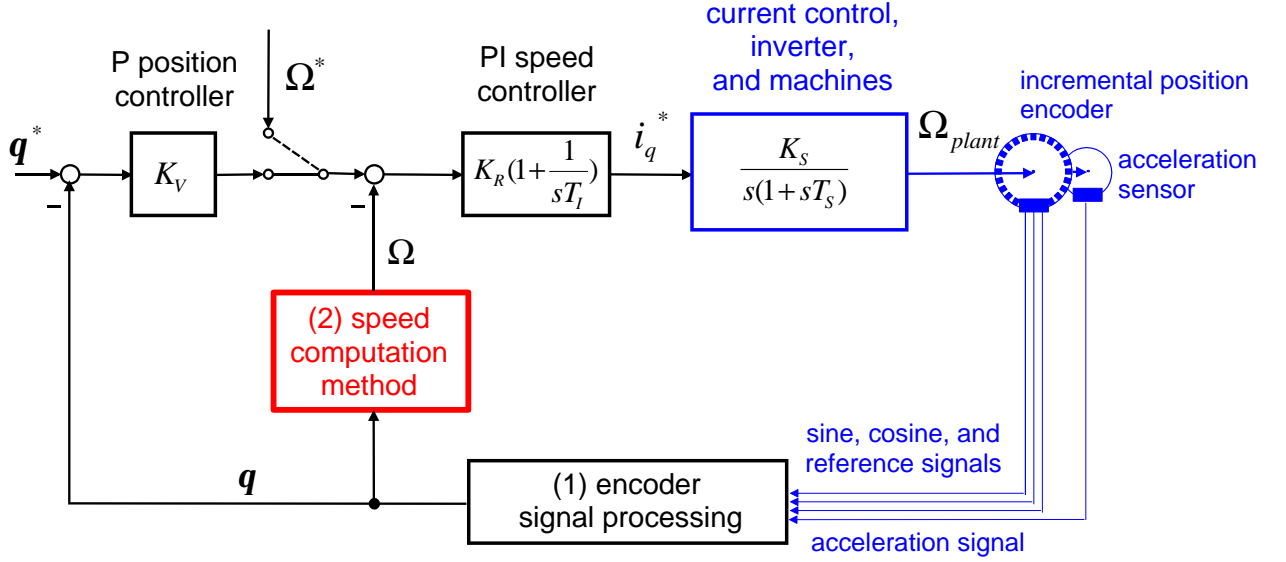 current control,
inverter,
and machines
P position
controller
Ω*
PI speed
controller
incremental position
encoder
acceleration
sensor
q*
K_V
K_R(1+1/(sT_I))
i_q*
K_S/(s(1+sT_S))
Ω_plant
−
−
Ω
(2) speed
computation
method
sine, cosine, and
reference signals
q
(1) encoder
signal processing
acceleration signal